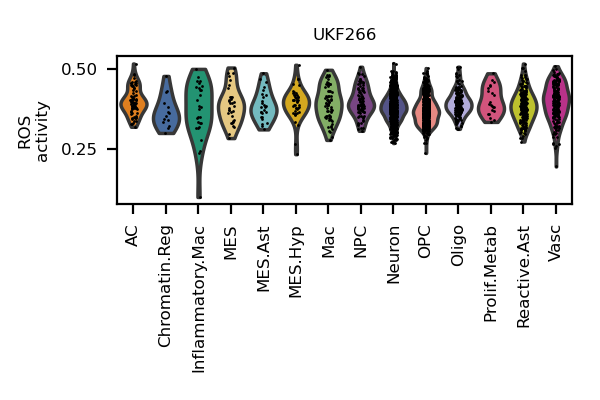 UKF266
ROS
activity
0.50
0.25
AC
Chromatin.Reg
Inflammatory.Mac
MES
MES.Ast
MES.Hyp
Mac
NPC
Neuron
OPC
Oligo
Prolif.Metab
Reactive.Ast
Vasc